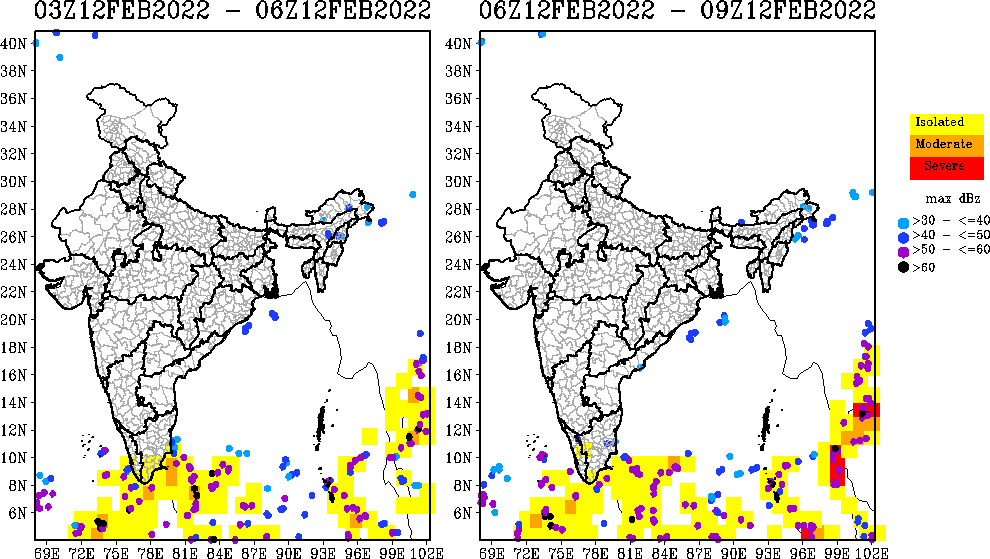 03Z12FEB2022 - 06Z12FEB2022
06Z12FEB2022 - 09Z12FEB2022
40N
38N
36N
34N
32N
30N
28N
26N
24N
22N
20N
18N
16N
14N
12N
10N
8N
6N
69E 72E 75E 78E 81E 84E 87E 90E 93E 96E 99E 102E
40N
38N
36N
34N
32N
30N
28N
26N
24N
22N
20N
18N
16N
14N
12N
10N
8N
6N
69E 72E 75E 78E 81E 84E 87E 90E 93E 96E 99E 102E
Isolated
Moderate
Severe
max dBz
>30 - <=40
>40 - <=50
>50 - <=60
>60